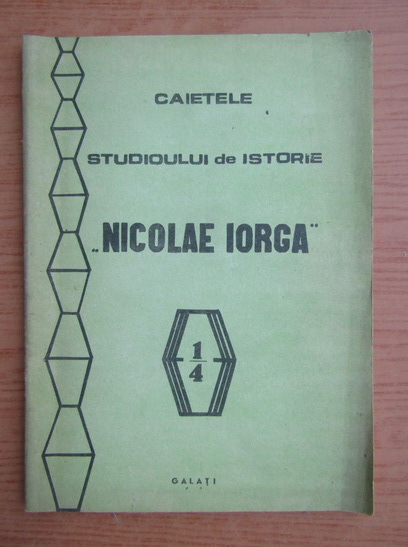 CAIETELE
STUDIOULUI de ISTORIE
„NICOLAE IORGA"
1
4
GALAȚI